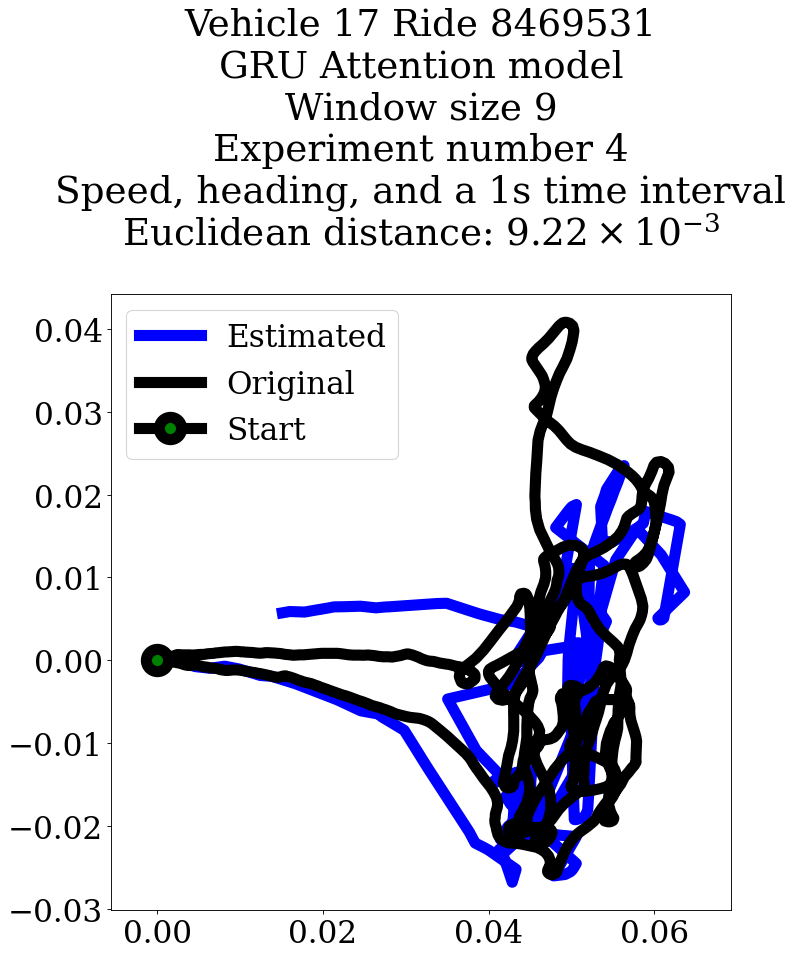 Vehicle 17 Ride 8469531
GRU Attention model
Window size 9
Experiment number 4
Speed, heading, and a 1s time interval
Euclidean distance: 9.22 × 10⁻³
Estimated
Original
Start
0.04
0.03
0.02
0.01
0.00
−0.01
−0.02
−0.03
0.00 0.02 0.04 0.06